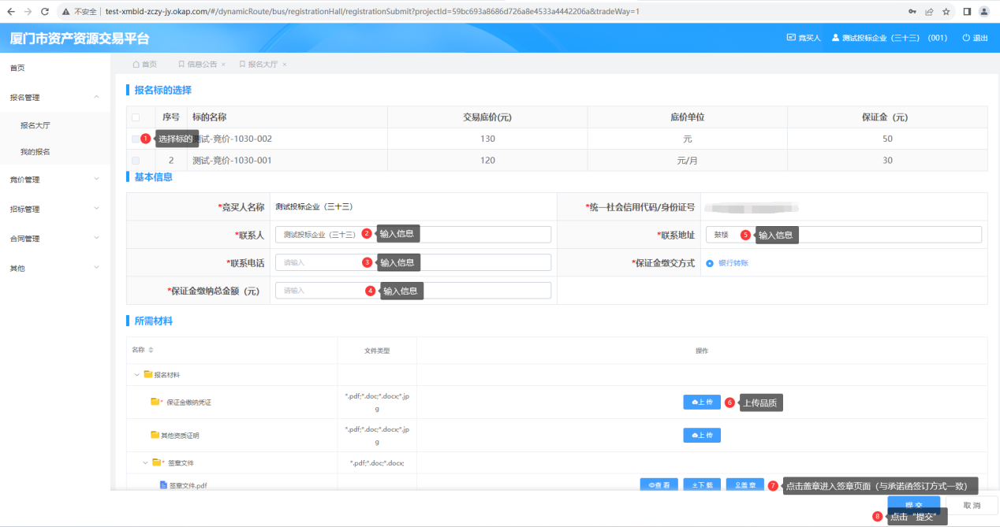 不安全 test-xmbid-zczy-jy.okap.com/#/dynamicRoute/bus/registrationHall/registrationSubmit?projectId=59bc693a8686d726a8e4533a4442206a&tradeWay=1
厦门市资产资源交易平台 竞买人 测试投标企业（三十三） (001) 退出
首页
报名管理
报名大厅
我的报名
竞价管理
招标管理
合同管理
其他
首页 信息公告 × 报名大厅 ×
报名标的选择
序号 标的名称 交易底价(元) 底价单位 保证金（元）
1 选择标的 试-竞价-1030-002 130 元 50
2 测试-竞价-1030-001 120 元/月 30
基本信息
*竞买人名称 测试投标企业（三十三） *统一社会信用代码/身份证号
*联系人 测试投标企业（三十三） 2 输入信息 *联系地址 鼓楼 5 输入信息
*联系电话 请输入 3 输入信息 *保证金缴交方式 银行转账
*保证金缴纳总金额（元） 请输入 4 输入信息
所需材料
名称 文件类型 操作
报名材料
* 保证金缴纳凭证 *.pdf;*.doc;*.docx;*.jpg 上传 6 上传品质
其他资质证明 *.pdf;*.doc;*.docx;*.jpg 上传
* 签章文件 *.pdf;*.doc;*.docx;
签章文件.pdf 查看 下载 盖章 7 点击盖章进入签章页面（与承诺函签订方式一致）
提交 取消
8 点击“提交”